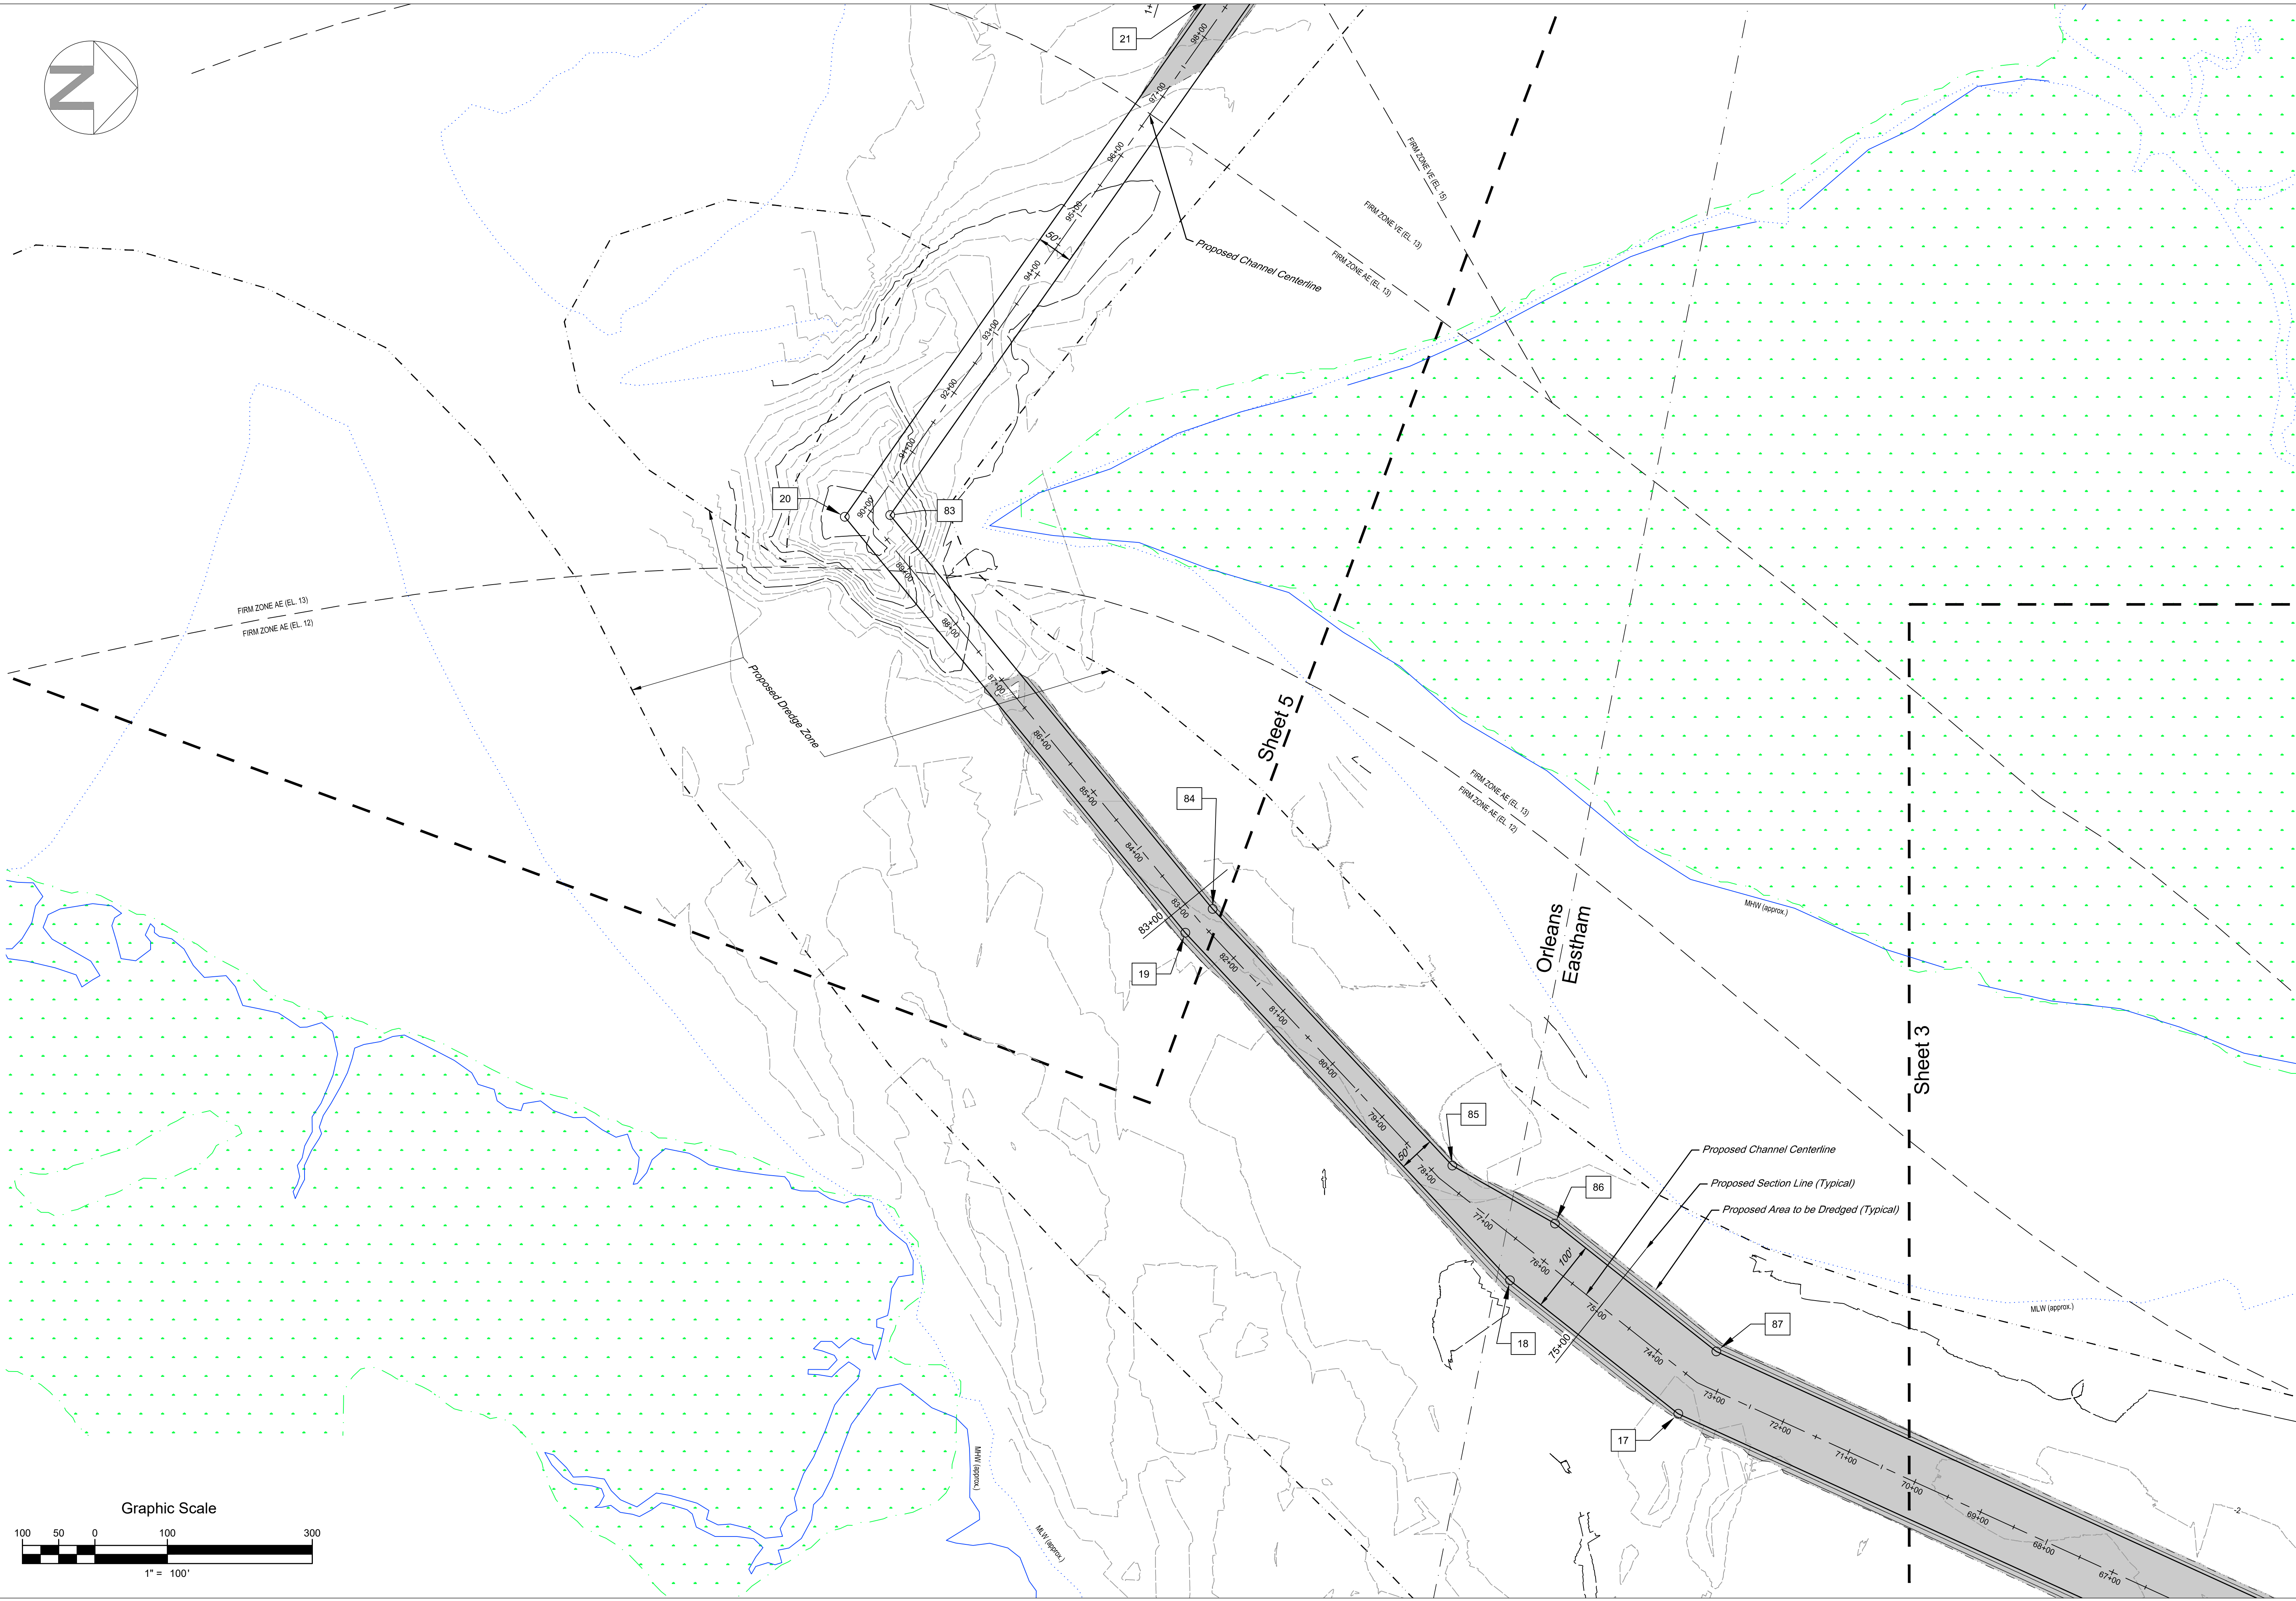 1+
21
98+00
97+00
N
96+00
FIRM ZONE VE (EL. 15)
95+00
FIRM ZONE VE (EL. 13)
50'
Proposed Channel Centerline
FIRM ZONE AE (EL. 13)
94+00
93+00
92+00
91+00
20
90+00
83
89+00
FIRM ZONE AE (EL. 13)
FIRM ZONE AE (EL. 12)
88+00
87+00
Proposed Dredge Zone
86+00
Sheet 5
85+00
84
FIRM ZONE AE (EL. 13)
FIRM ZONE AE (EL. 12)
84+00
83+00
83+00
MHW (approx.)
Orleans
Eastham
82+00
19
81+00
Sheet 3
80+00
79+00
85
50'
78+00
Proposed Channel Centerline
Proposed Section Line (Typical)
86
Proposed Area to be Dredged (Typical)
77+00
100'
76+00
75+00
MLW (approx.)
87
18
75+00
74+00
73+00
72+00
17
71+00
MHW (approx.)
70+00
-2
69+00
MLW (approx.)
68+00
67+00
Graphic Scale
100 50 0 100 300
1" = 100'